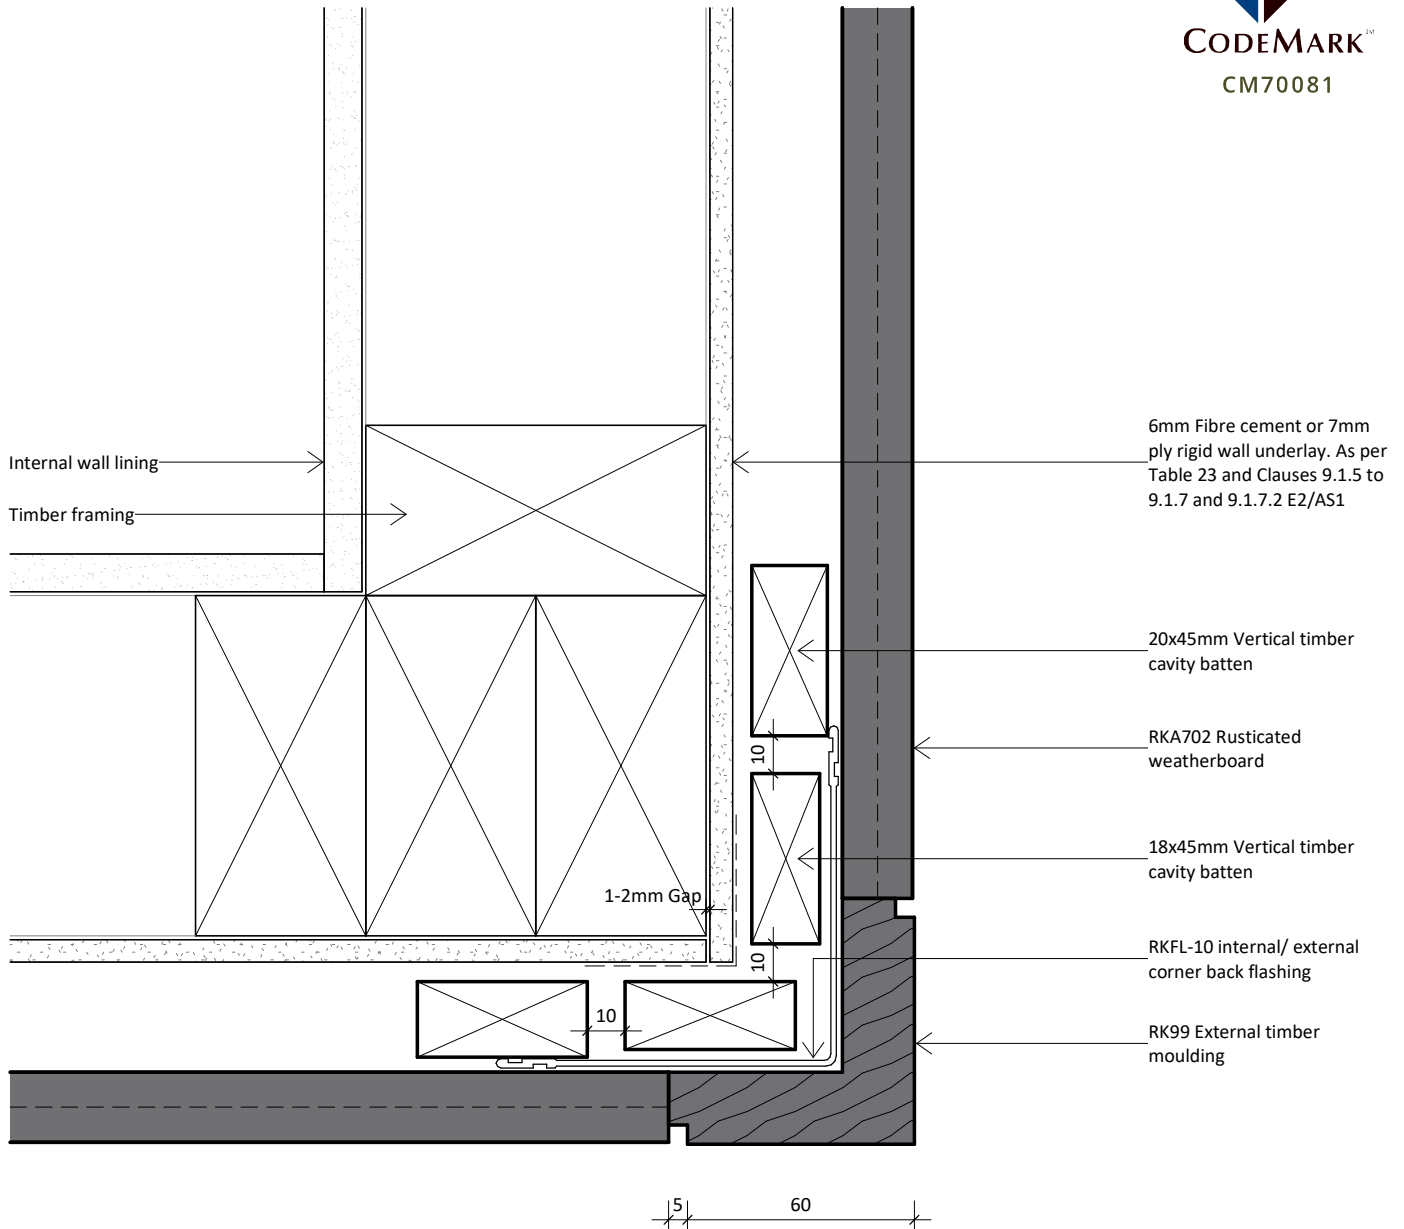 CODEMARK™
CM70081
Internal wall lining
Timber framing
6mm Fibre cement or 7mm
ply rigid wall underlay. As per
Table 23 and Clauses 9.1.5 to
9.1.7 and 9.1.7.2 E2/AS1
20x45mm Vertical timber
cavity batten
10
RKA702 Rusticated
weatherboard
18x45mm Vertical timber
cavity batten
1-2mm Gap
10
RKFL-10 internal/ external
corner back flashing
10
RK99 External timber
moulding
5
60